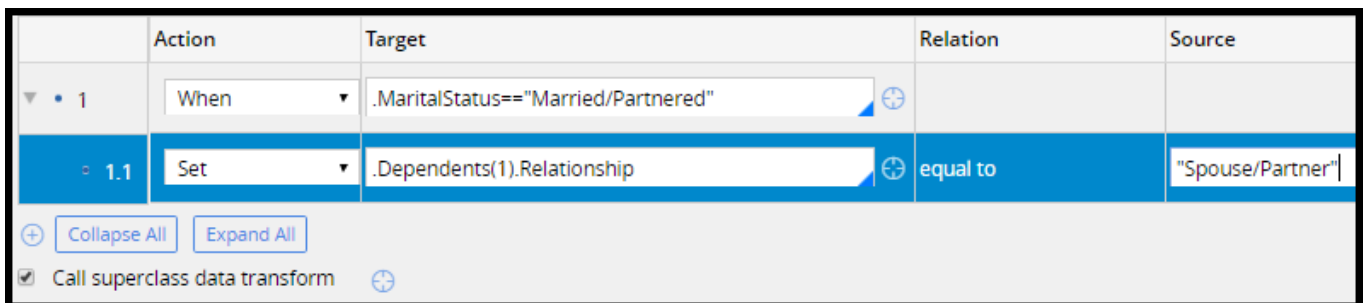 Action Target Relation Source
1 When .MaritalStatus=="Married/Partnered"
1.1 Set .Dependents(1).Relationship equal to "Spouse/Partner"
Collapse All Expand All
Call superclass data transform